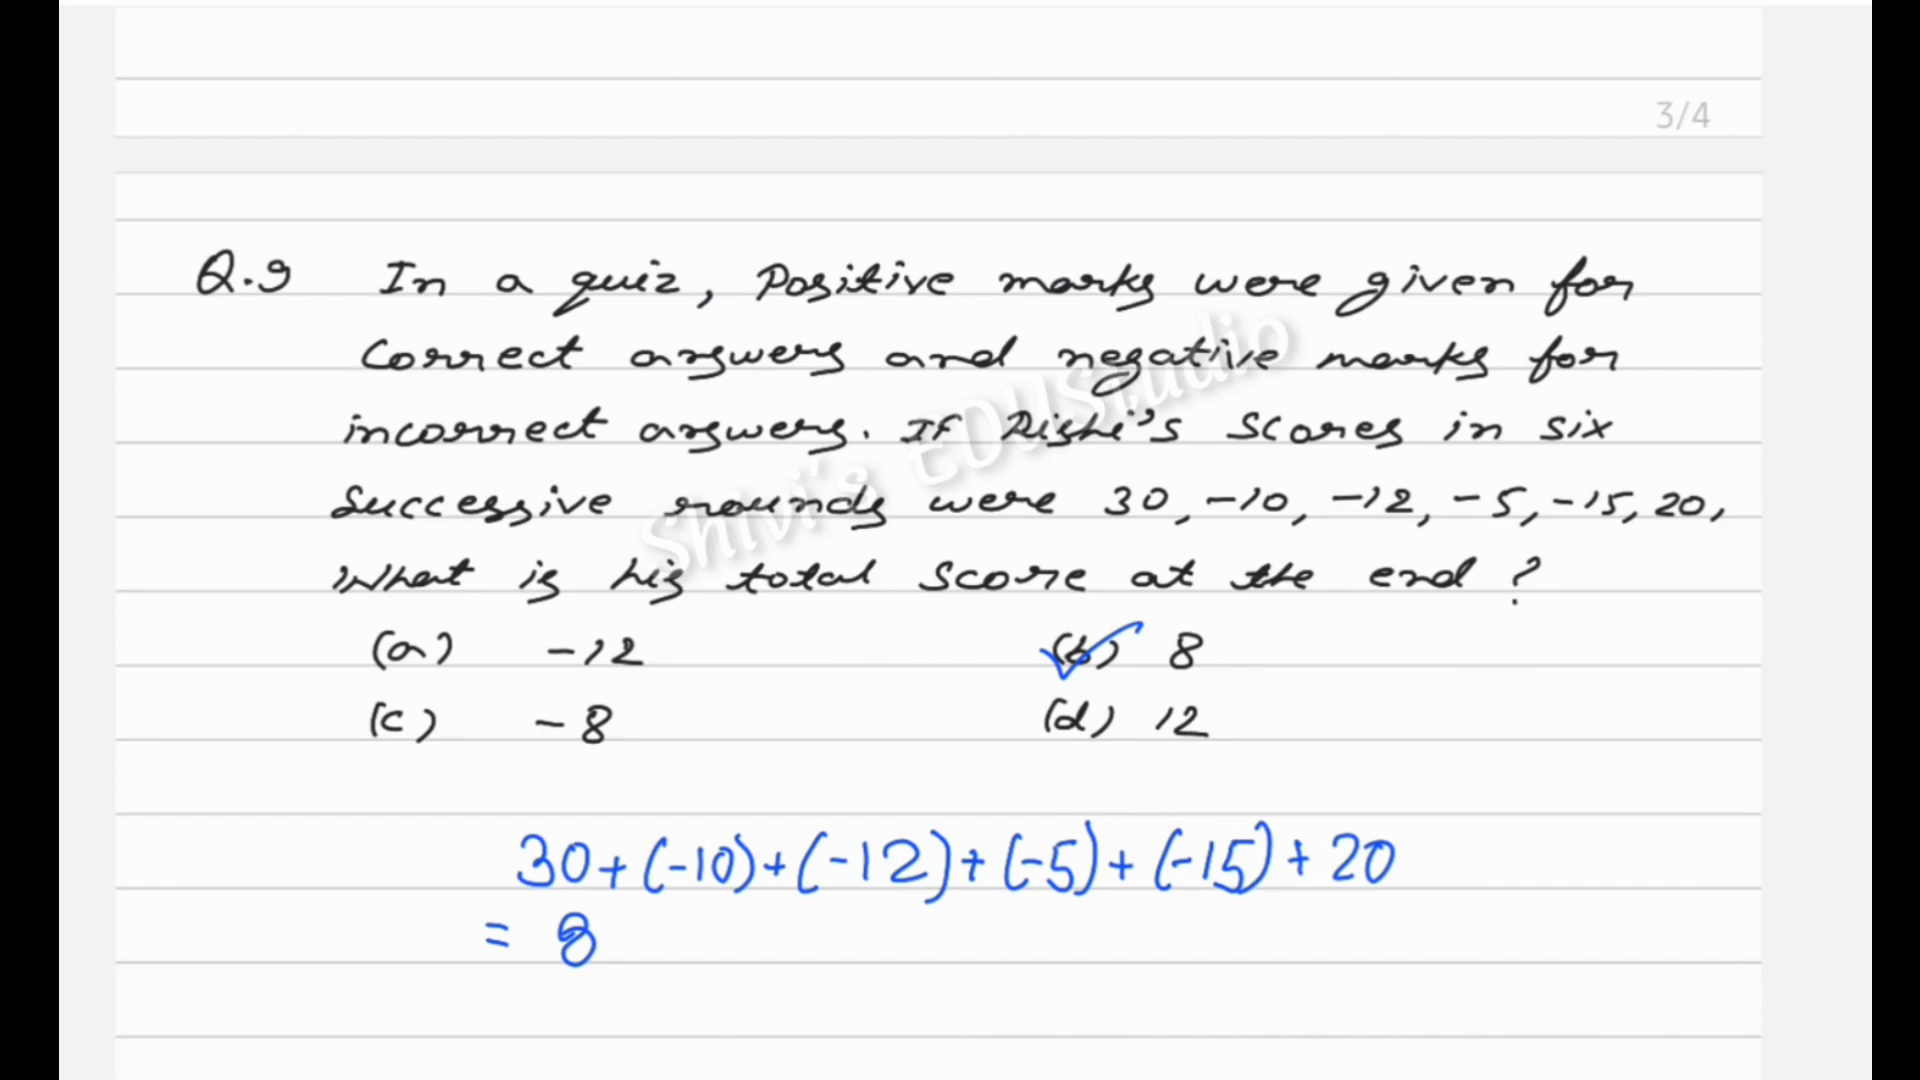 3/4
Q.9 In a quiz, Positive marks were given for
Correct answers and negative marks for
incorrect answers. If Rishi's Scores in six
Successive rounds were 30, -10, -12, -5, -15, 20,
What is his total Score at the end ?
(a) -12 (b) 8
(c) -8 (d) 12
30+(-10)+(-12)+(-5)+(-15)+20
= 8
Shivi's EDUStudio